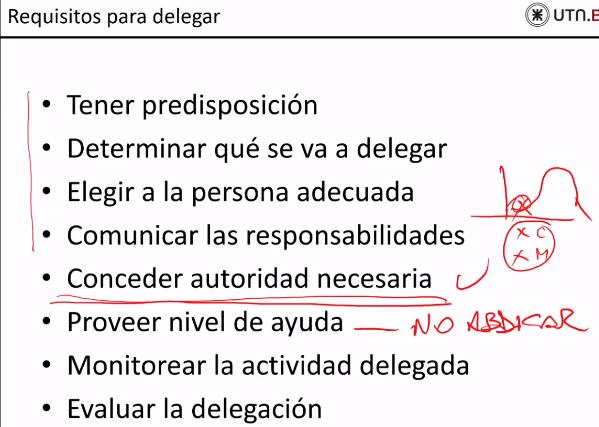 Requisitos para delegar
UTN.B
• Tener predisposición
• Determinar qué se va a delegar
• Elegir a la persona adecuada
• Comunicar las responsabilidades
x C
x M
• Conceder autoridad necesaria
• Proveer nivel de ayuda — NO ABDICAR
• Monitorear la actividad delegada
• Evaluar la delegación